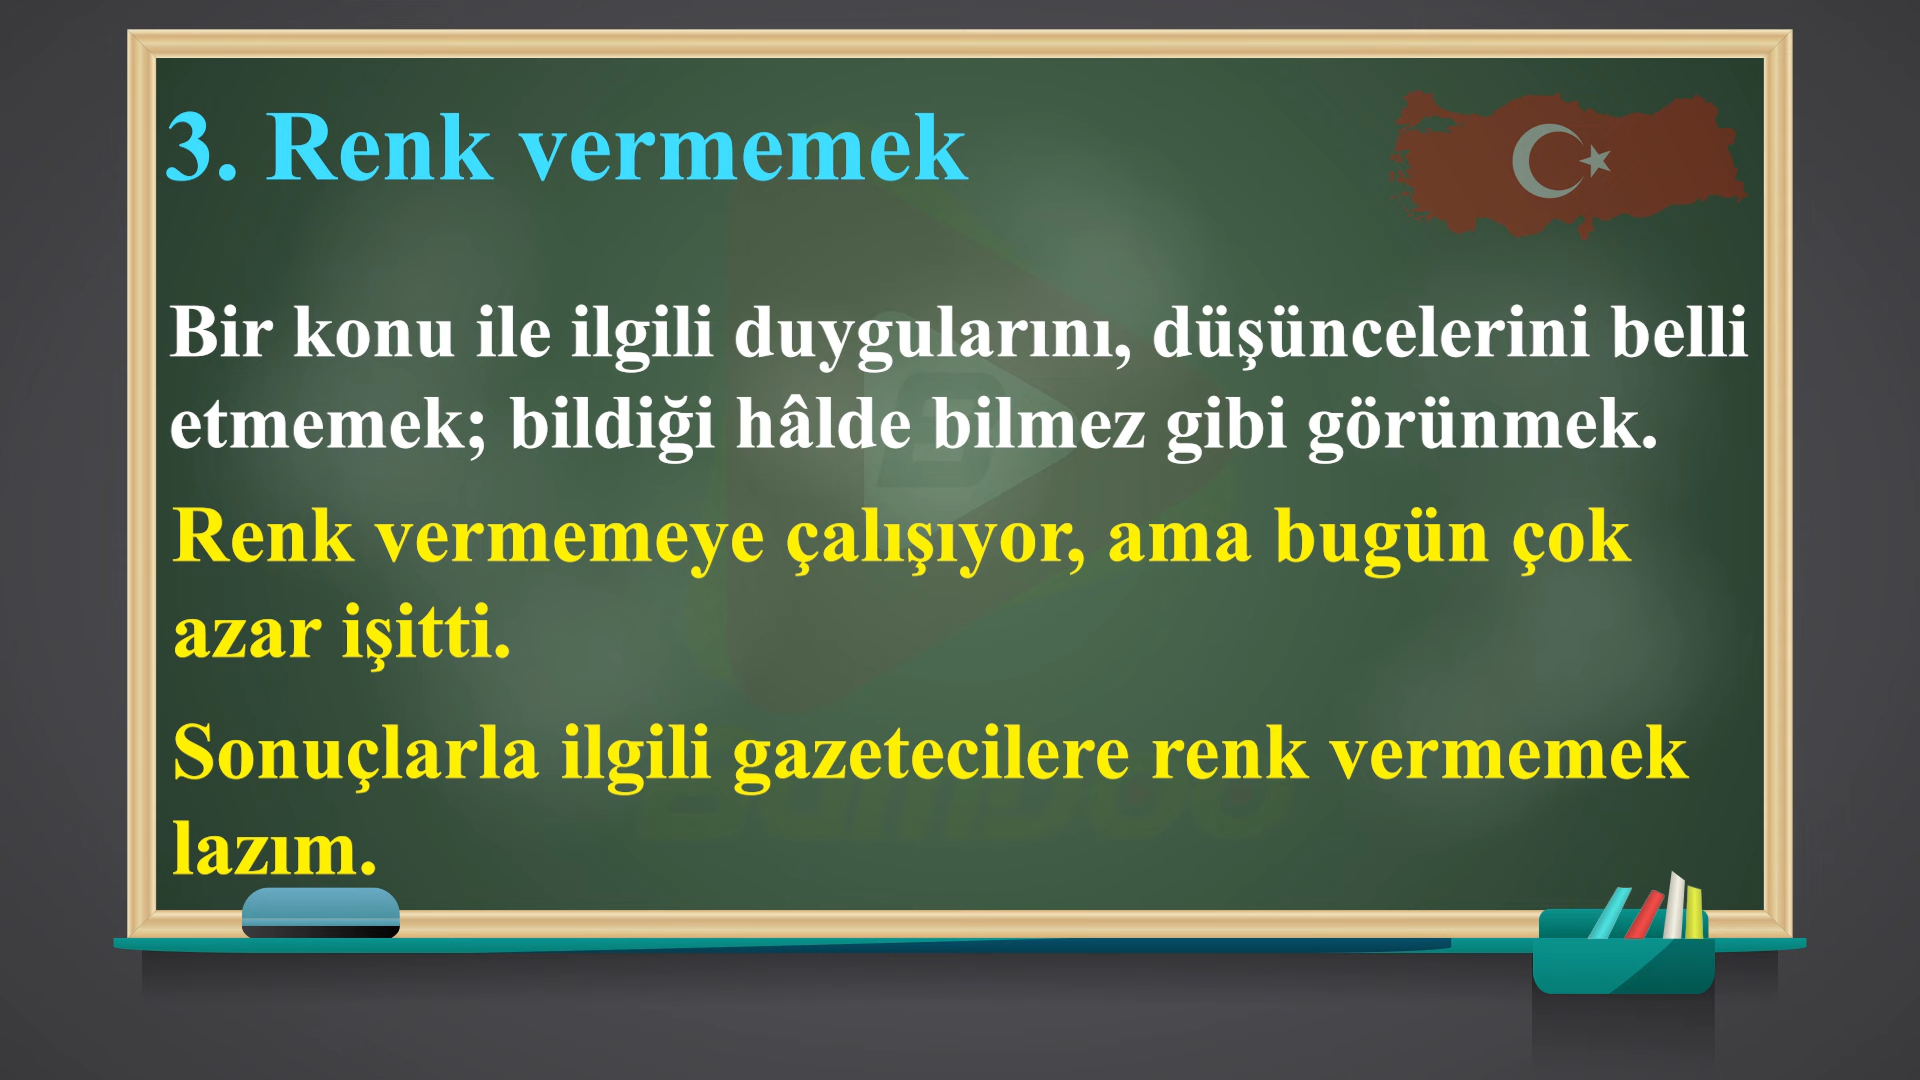 3. Renk vermemek
Bir konu ile ilgili duygularını, düşüncelerini belli
etmemek; bildiği hâlde bilmez gibi görünmek.
Renk vermemeye çalışıyor, ama bugün çok
azar işitti.
Sonuçlarla ilgili gazetecilere renk vermemek
lazım.